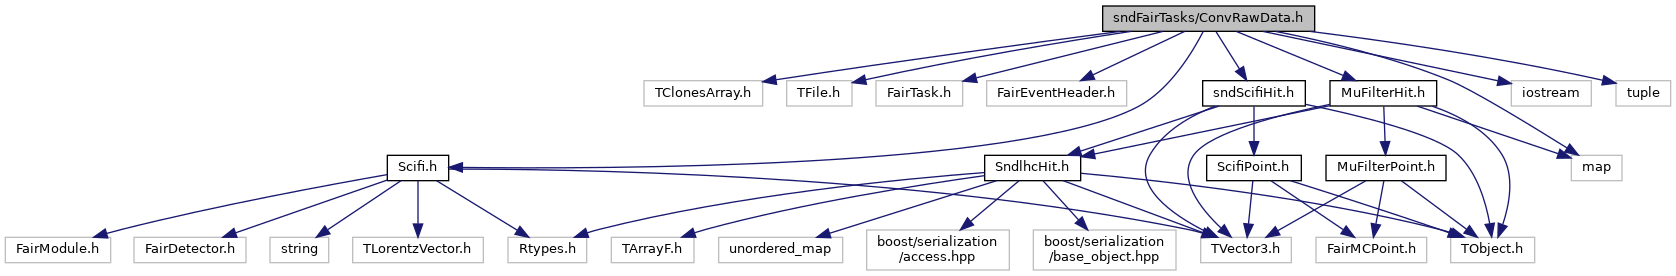 sndFairTasks/ConvRawData.h
TClonesArray.h
TFile.h
FairTask.h
FairEventHeader.h
sndScifiHit.h
MuFilterHit.h
iostream
tuple
Scifi.h
SndlhcHit.h
ScifiPoint.h
MuFilterPoint.h
map
FairModule.h
FairDetector.h
string
TLorentzVector.h
Rtypes.h
TArrayF.h
unordered_map
boost/serialization
/access.hpp
boost/serialization
/base_object.hpp
TVector3.h
FairMCPoint.h
TObject.h